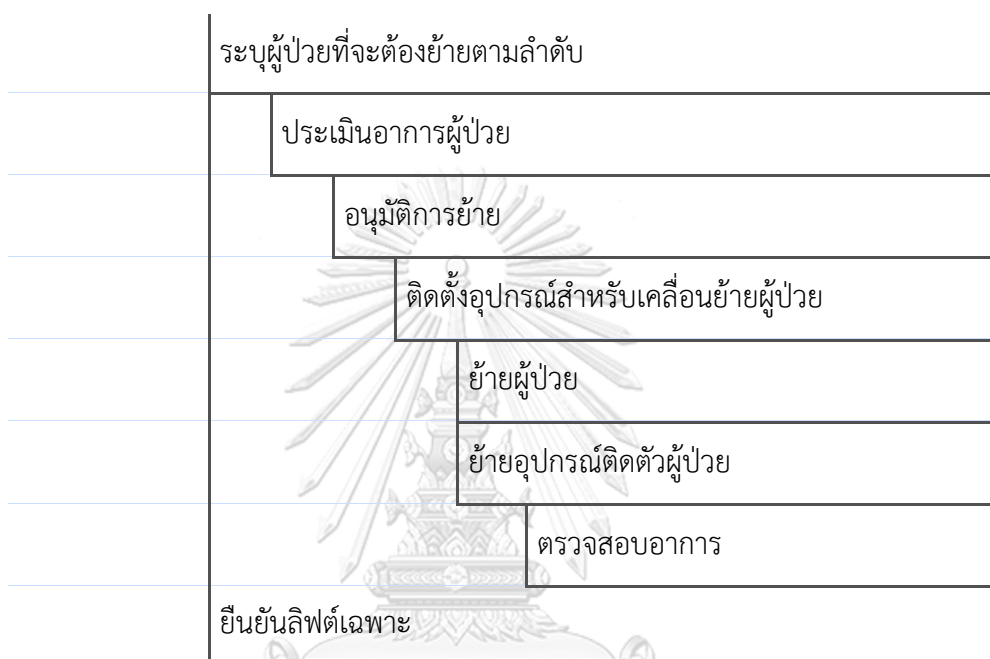 ระบุผู้ป่วยที่จะต้องย้ายตามลำดับ
ประเมินอาการผู้ป่วย
อนุมัติการย้าย
ติดตั้งอุปกรณ์สำหรับเคลื่อนย้ายผู้ป่วย
ย้ายผู้ป่วย
ย้ายอุปกรณ์ติดตัวผู้ป่วย
ตรวจสอบอาการ
ยืนยันลิฟต์เฉพาะ